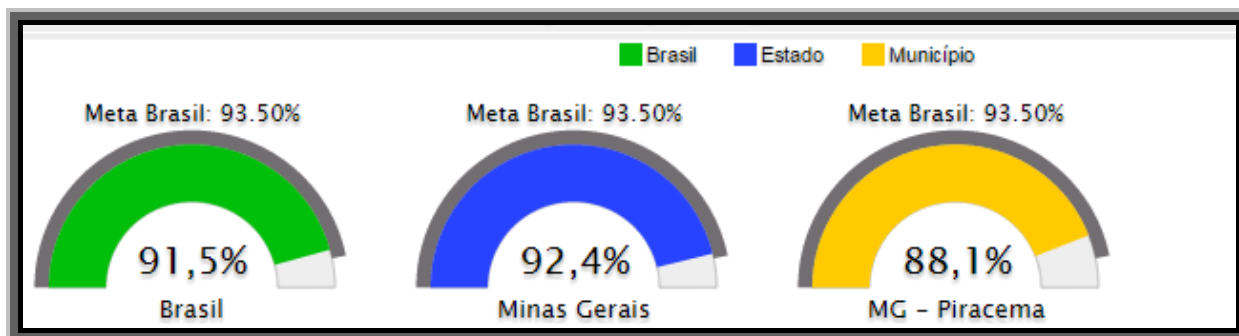 Brasil Estado Município
Meta Brasil: 93.50% Meta Brasil: 93.50% Meta Brasil: 93.50%
91,5% 92,4% 88,1%
Brasil Minas Gerais MG - Piracema